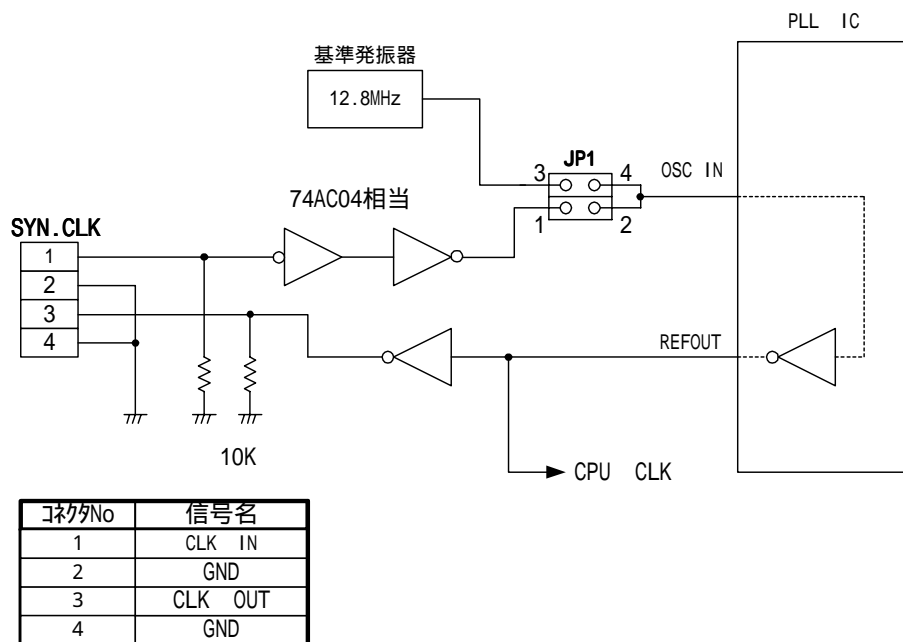 PLL IC
基準発振器
12.8MHz
JP1
3
4
OSC IN
74AC04相当
1
2
SYN.CLK
1
2
3
4
REFOUT
10K
CPU CLK
ｺﾈｸﾀNo 信号名
1 CLK IN
2 GND
3 CLK OUT
4 GND